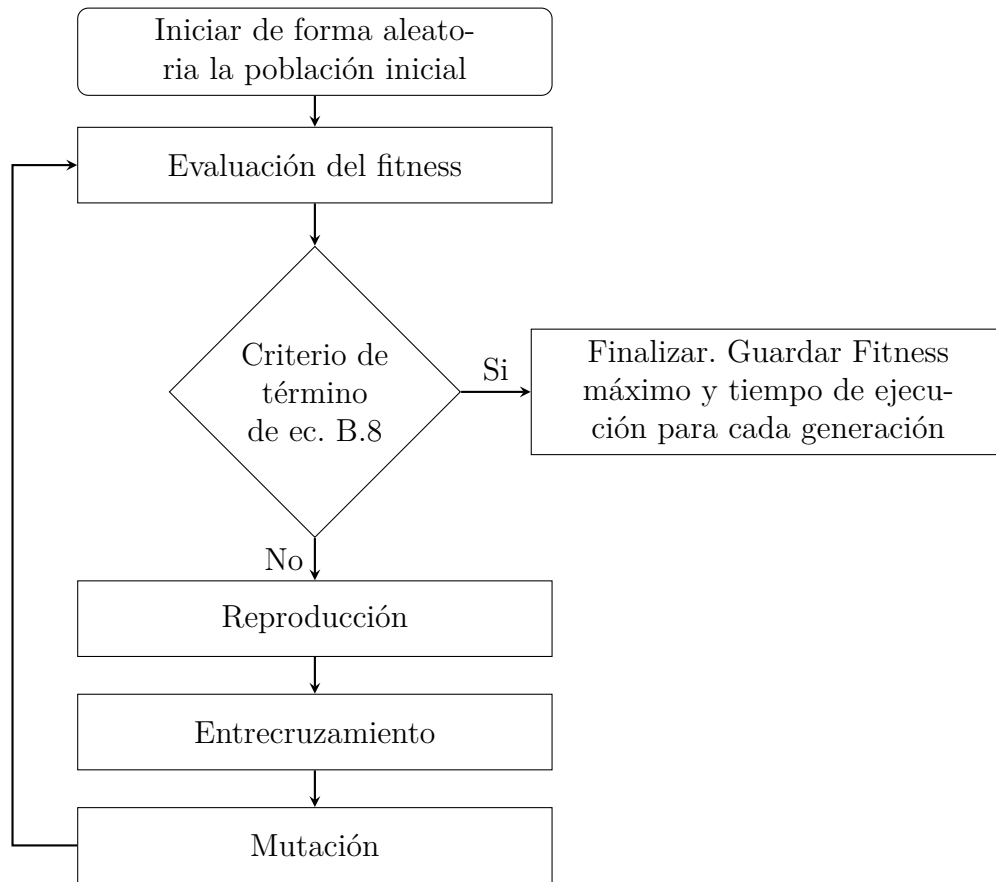 Iniciar de forma aleato-
ria la población inicial
Evaluación del fitness
Criterio de
término
de ec. B.8
Si
Finalizar. Guardar Fitness
máximo y tiempo de ejecu-
ción para cada generación
No
Reproducción
Entrecruzamiento
Mutación